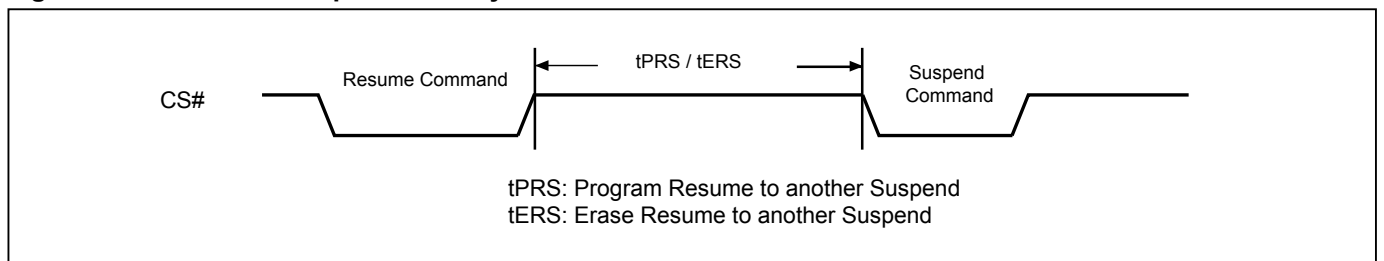 Resume Command
tPRS / tERS
Suspend
Command
CS#
tPRS: Program Resume to another Suspend
tERS: Erase Resume to another Suspend